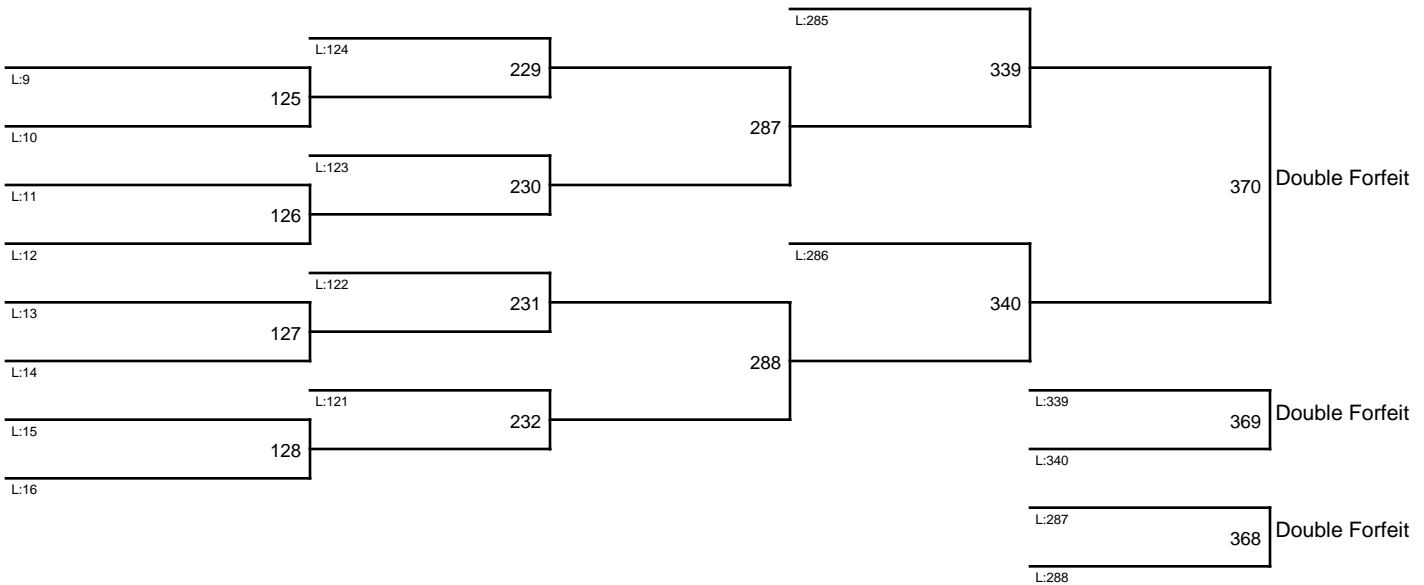 L:285
L:124
339
229
L:9
125
L:10
287
L:123
Double Forfeit
370
230
L:11
126
L:12
L:286
L:122
340
231
L:13
127
L:14
288
L:121
L:339
Double Forfeit
369
232
L:15
128
L:340
L:16
L:287
Double Forfeit
368
L:288